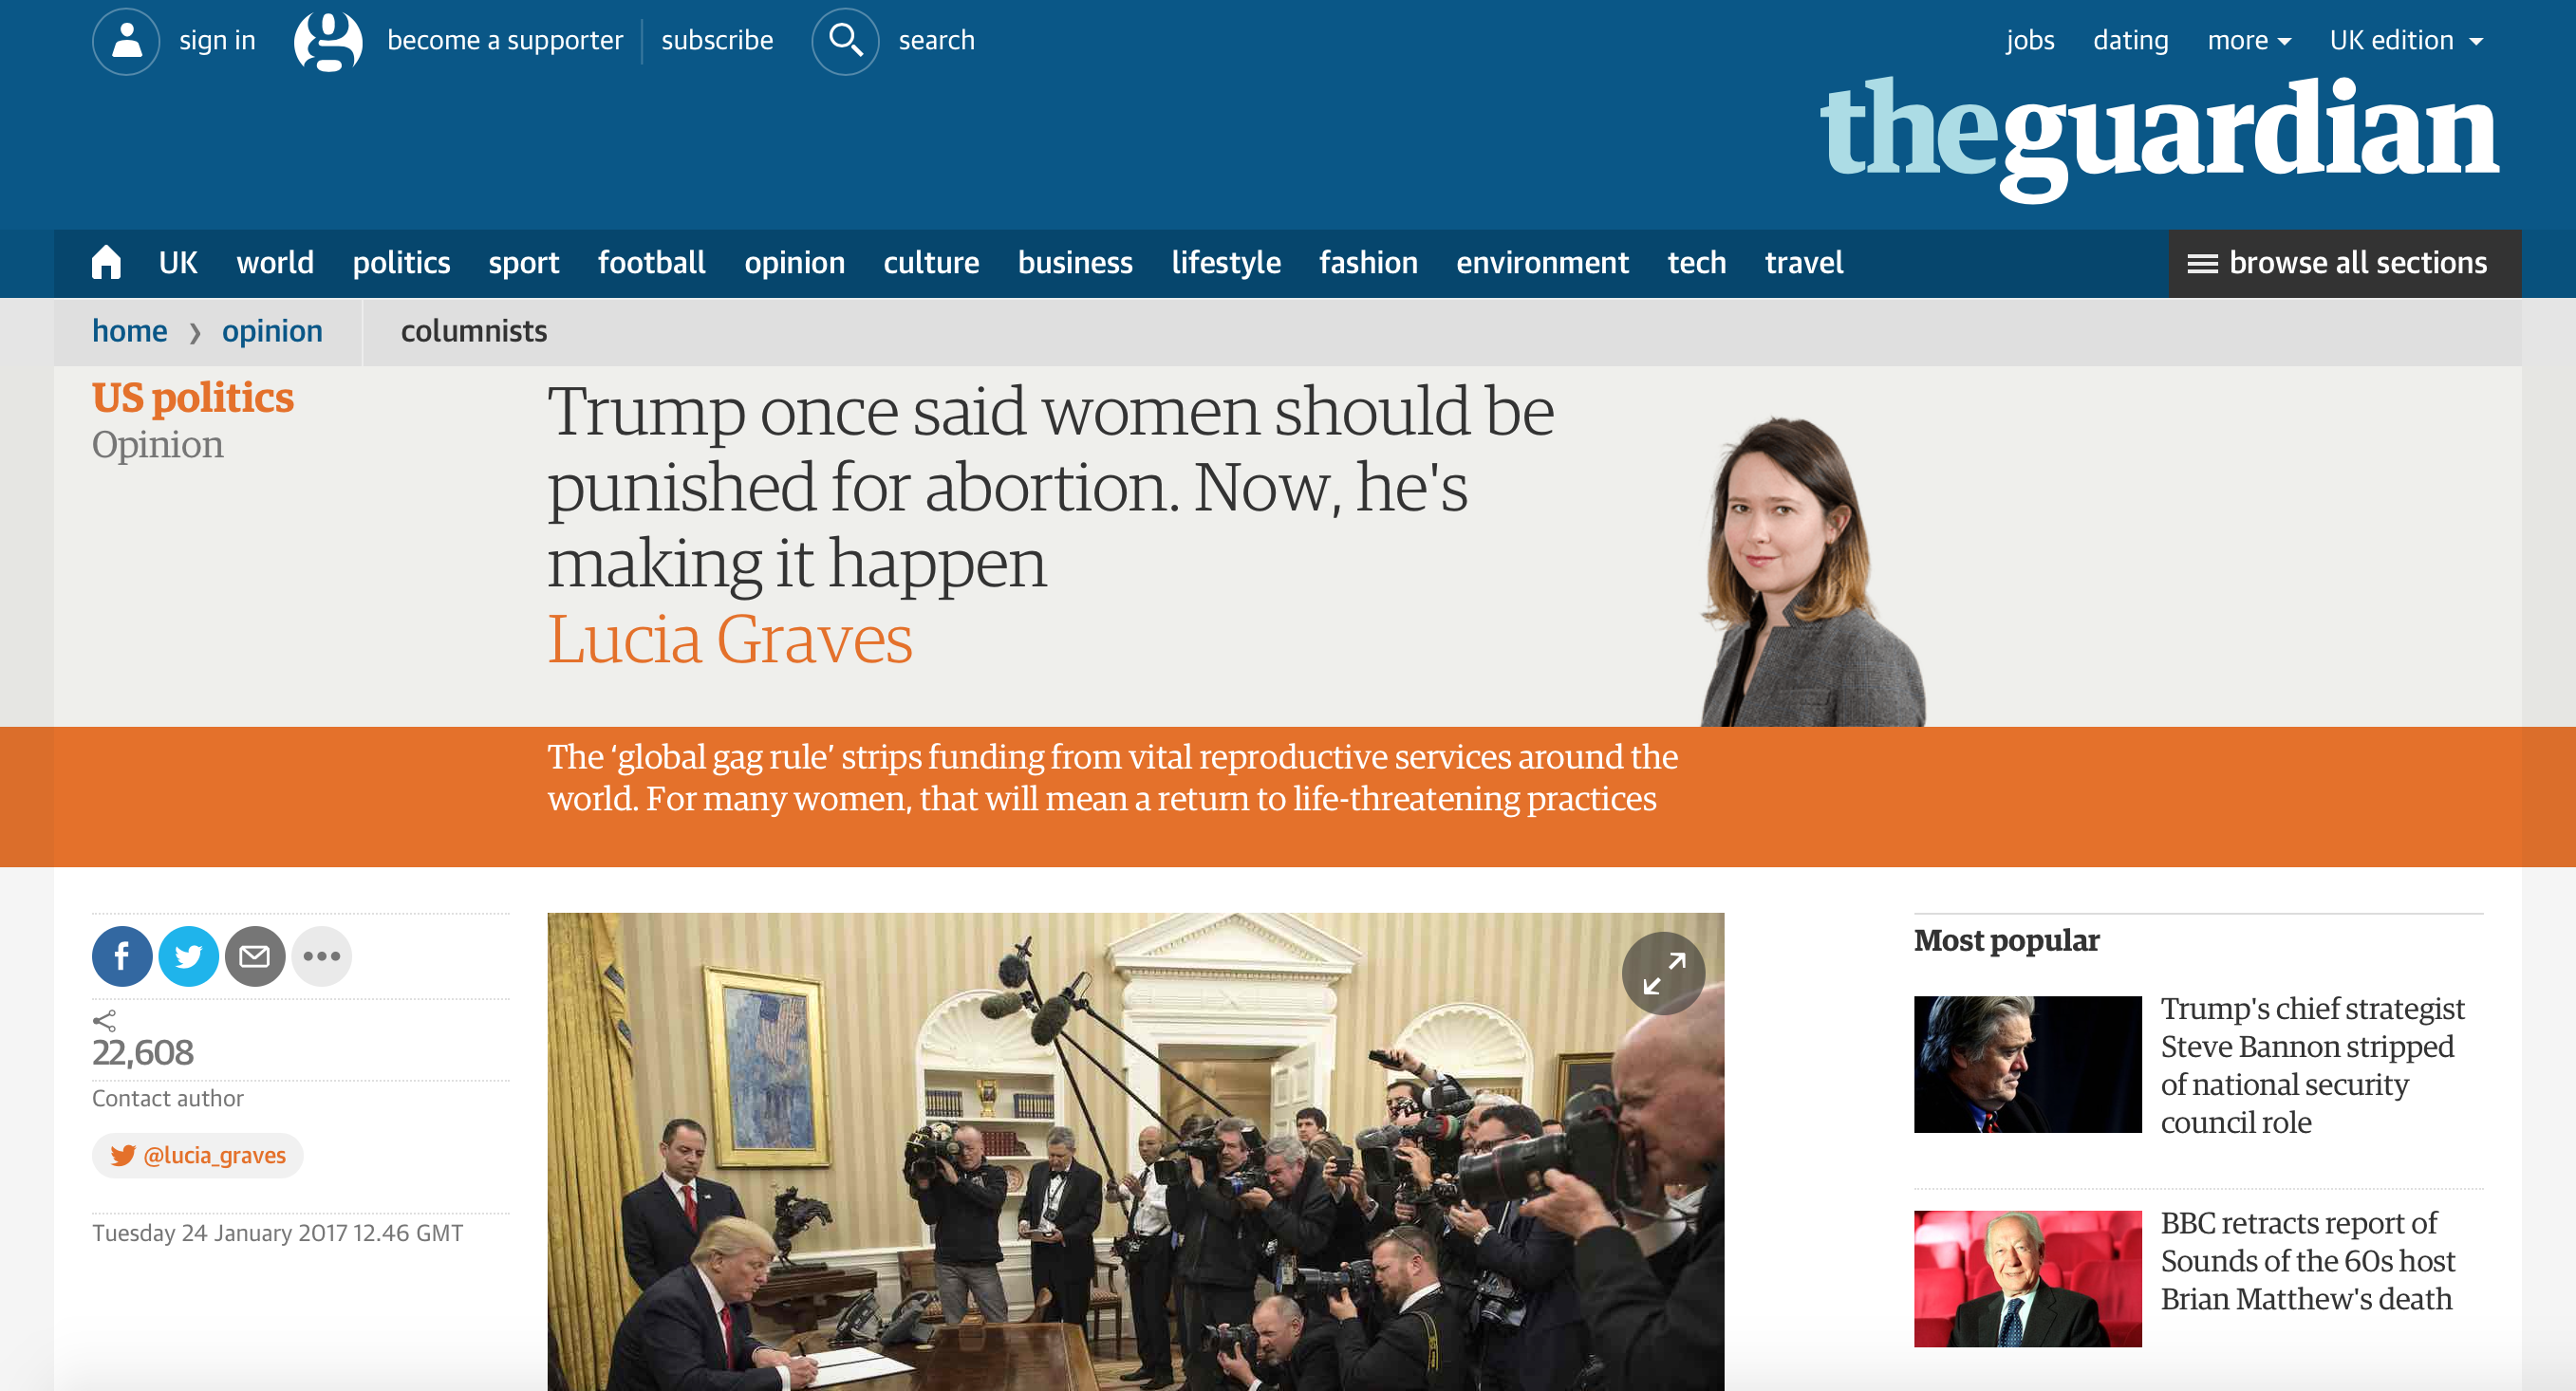 sign in
become a supporter
subscribe
search
jobs
dating
more
UK edition
theguardian
UK
world
politics
sport
football
opinion
culture
business
lifestyle
fashion
environment
tech
travel
browse all sections
home
opinion
columnists
US politics
Opinion
Trump once said women should be
punished for abortion. Now, he's
making it happen
Lucia Graves
The ‘global gag rule’ strips funding from vital reproductive services around the
world. For many women, that will mean a return to life-threatening practices
22,608
Contact author
@lucia_graves
Tuesday 24 January 2017 12.46 GMT
Most popular
Trump's chief strategist
Steve Bannon stripped
of national security
council role
BBC retracts report of
Sounds of the 60s host
Brian Matthew's death